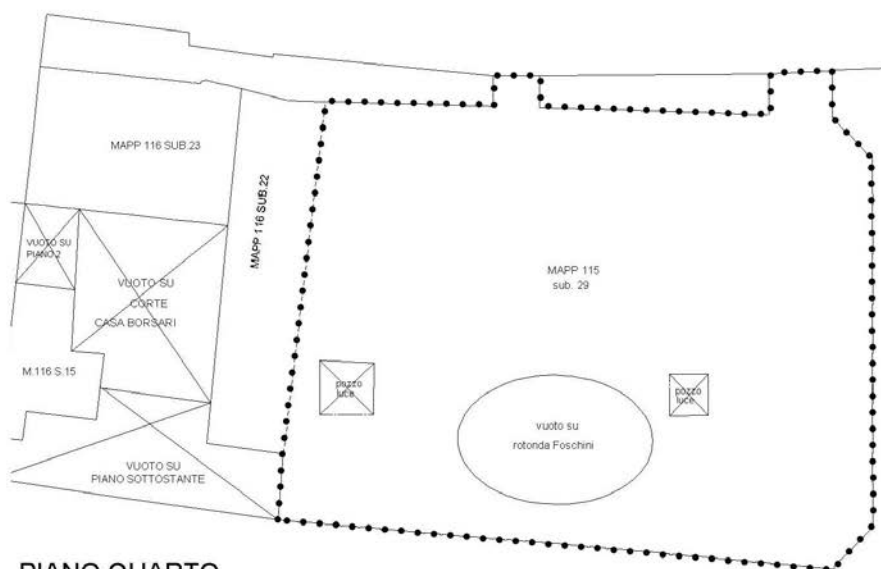 MAPP 116 SUB.23
MAPP 116 SUB.22
VUOTO SU
PIANO 2
VUOTO SU
CORTE
CASA BORSARI
M.116 S.15
VUOTO SU
PIANO SOTTOSTANTE
MAPP 115
sub. 29
pozzo
luce
pozzo
luce
vuoto su
rotonda Foschini
PIANO QUARTO